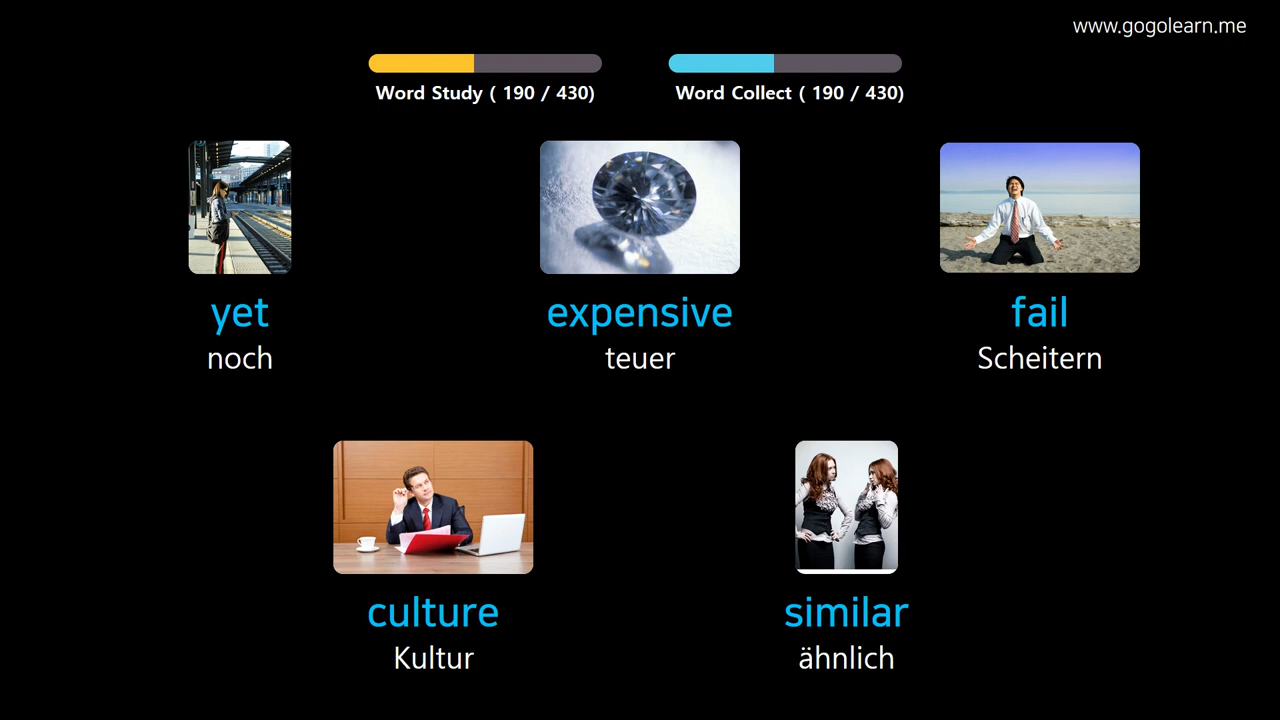 www.gogolearn.me
Word Study ( 190 / 430)
Word Collect ( 190 / 430)
yet
noch
expensive
teuer
fail
Scheitern
culture
Kultur
similar
ähnlich